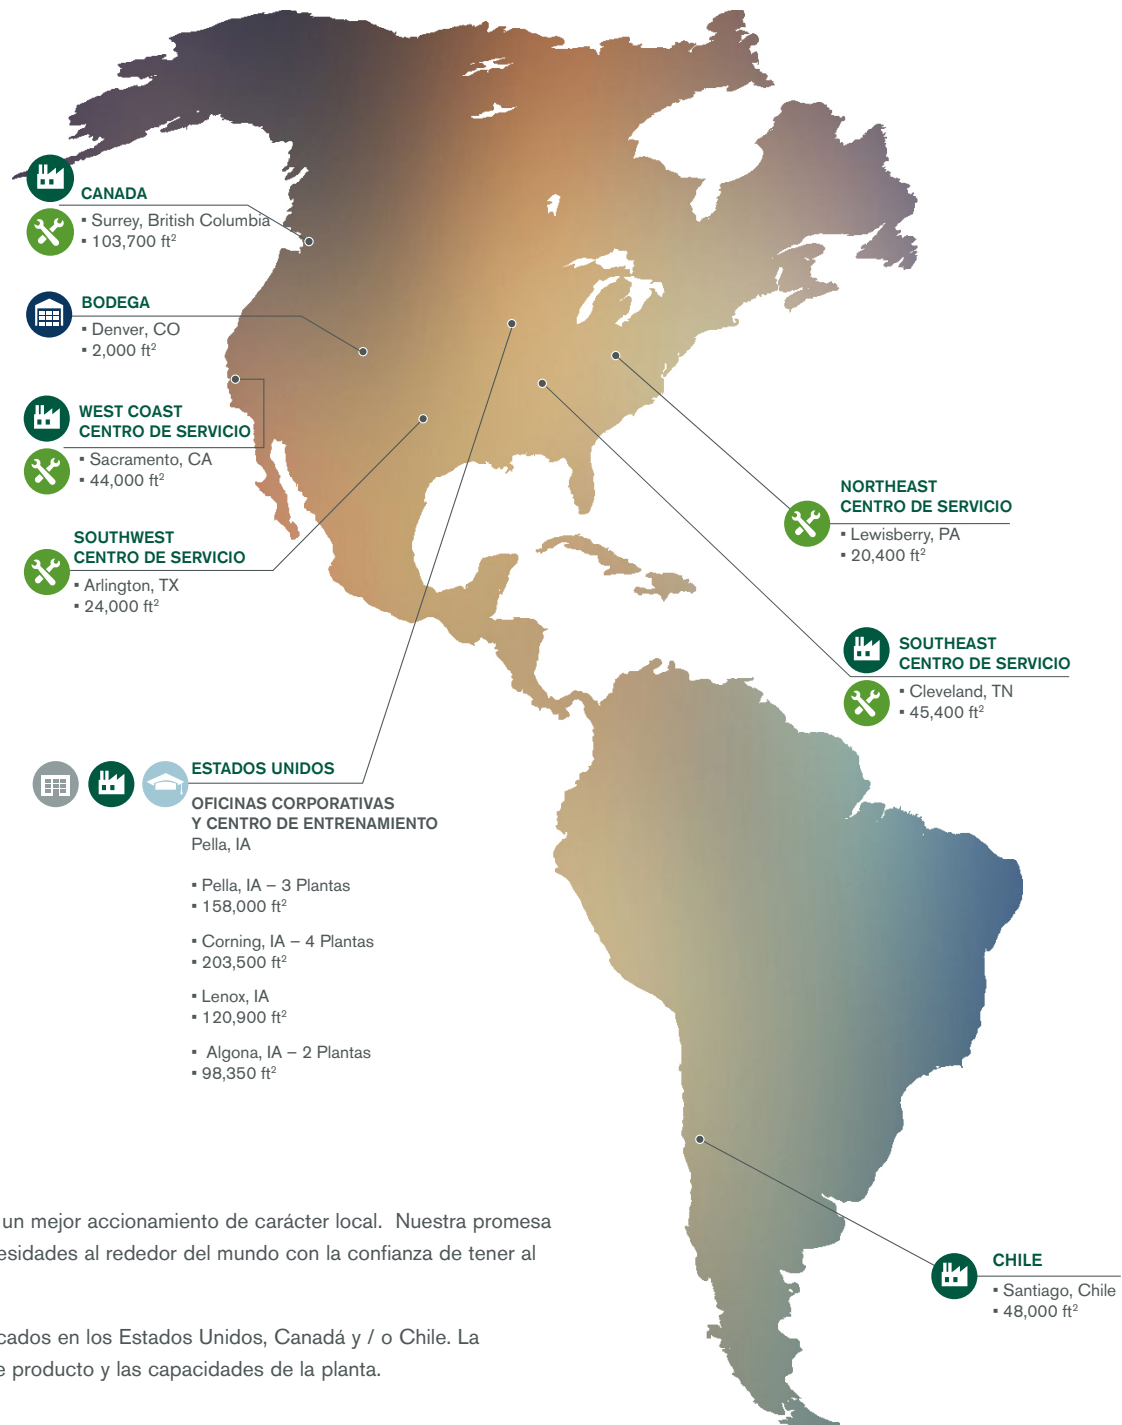 CANADA
▪ Surrey, British Columbia
▪ 103,700 ft²
BODEGA
▪ Denver, CO
▪ 2,000 ft²
WEST COAST
CENTRO DE SERVICIO
▪ Sacramento, CA
▪ 44,000 ft²
SOUTHWEST
CENTRO DE SERVICIO
▪ Arlington, TX
▪ 24,000 ft²
NORTHEAST
CENTRO DE SERVICIO
▪ Lewisberry, PA
▪ 20,400 ft²
SOUTHEAST
CENTRO DE SERVICIO
▪ Cleveland, TN
▪ 45,400 ft²
ESTADOS UNIDOS
OFICINAS CORPORATIVAS
Y CENTRO DE ENTRENAMIENTO
Pella, IA
▪ Pella, IA – 3 Plantas
▪ 158,000 ft²
▪ Corning, IA – 4 Plantas
▪ 203,500 ft²
▪ Lenox, IA
▪ 120,900 ft²
▪ Algona, IA – 2 Plantas
▪ 98,350 ft²
un mejor accionamiento de carácter local. Nuestra promesa
esidades al rededor del mundo con la confianza de tener al
cados en los Estados Unidos, Canadá y / o Chile. La
e producto y las capacidades de la planta.
CHILE
▪ Santiago, Chile
▪ 48,000 ft²